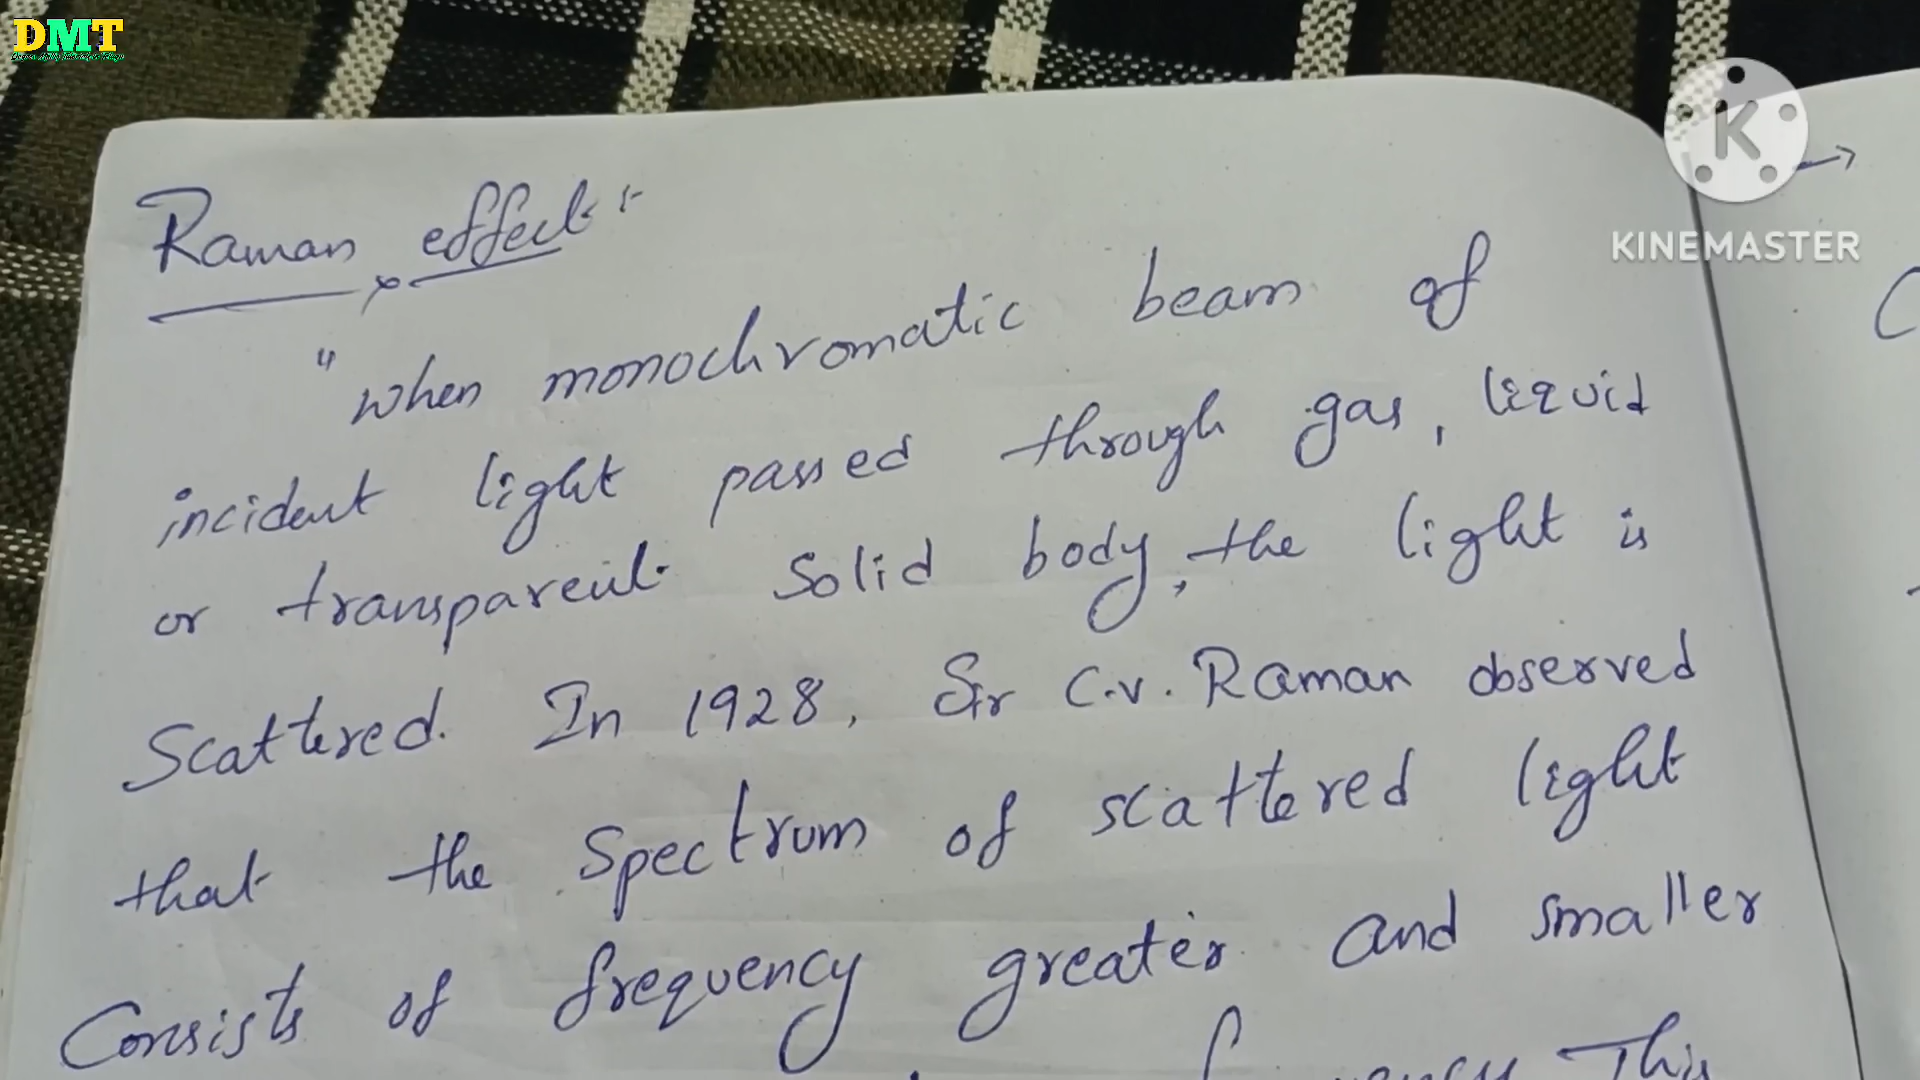 DMT
KINEMASTER
Raman effect :-
"when monochromatic beam of
incident light passed through gas, liquid
or transparent solid body, the light is
Scattered. In 1928, Sir C.V. Raman observed
that the Spectrum of scattered light
Consists of frequency greater and smaller
This